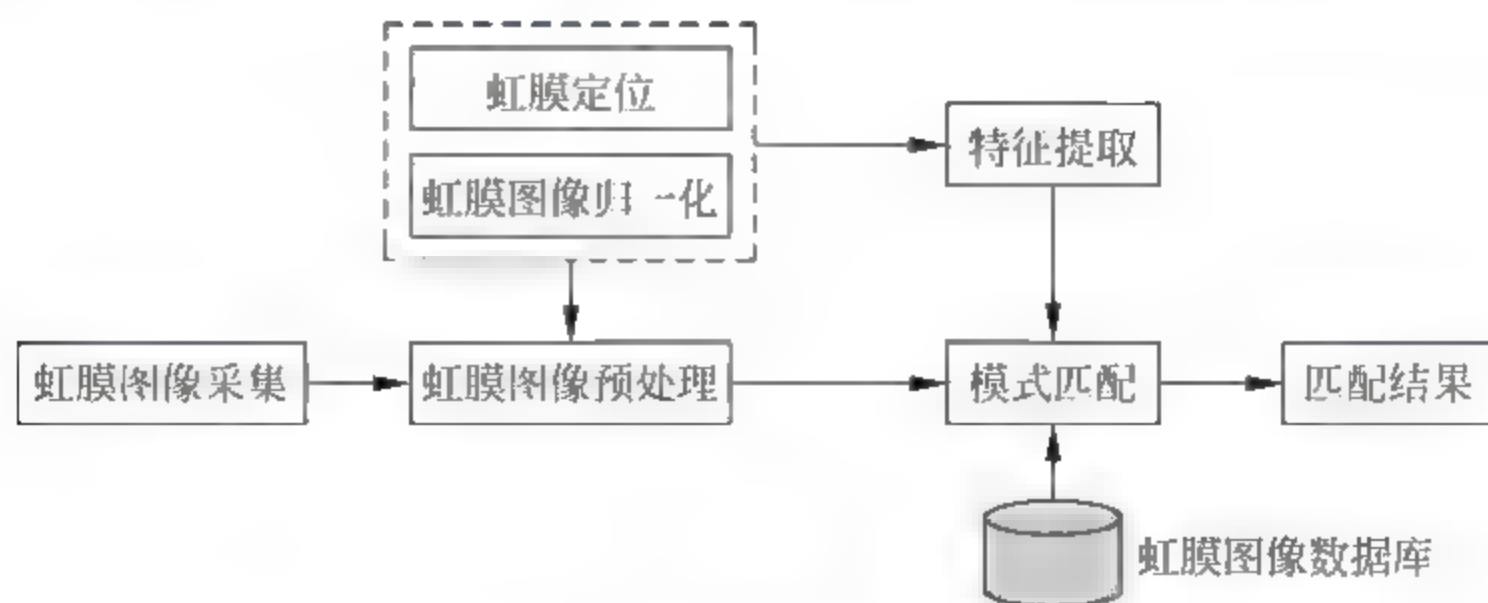 虹膜定位
虹膜图像归一化
特征提取
虹膜图像采集
虹膜图像预处理
模式匹配
匹配结果
虹膜图像数据库